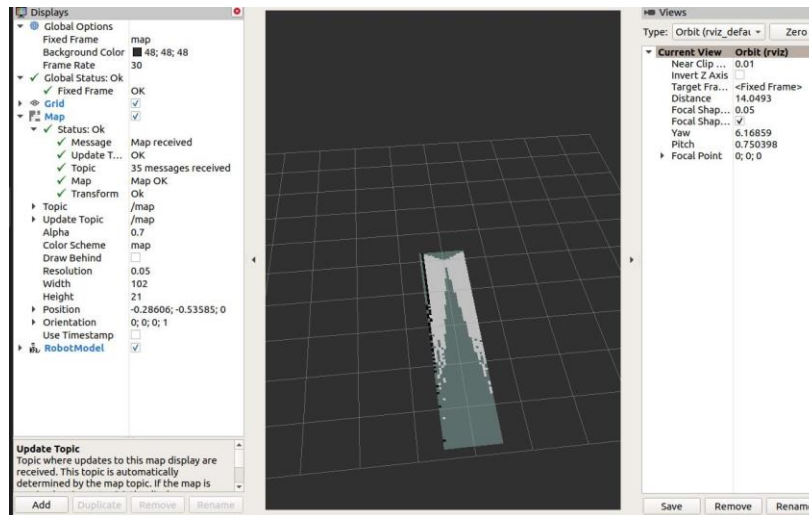 Displays
Global Options
Fixed Frame map
Background Color 48; 48; 48
Frame Rate 30
Global Status: Ok
Fixed Frame OK
Grid
Map
Status: Ok
Message Map received
Update T... OK
Topic 35 messages received
Map Map OK
Transform Ok
Topic /map
Update Topic /map
Alpha 0.7
Color Scheme map
Draw Behind
Resolution 0.05
Width 102
Height 21
Position -0.28606; -0.53585; 0
Orientation 0; 0; 0; 1
Use Timestamp
RobotModel
Update Topic
Topic where updates to this map display are
received. This topic is automatically
determined by the map topic. If the map is
Add Duplicate Remove Rename
Views
Type: Orbit (rviz_defau Zero
Current View Orbit (rviz)
Near Clip ... 0.01
Invert Z Axis
Target Fra... <Fixed Frame>
Distance 14.0493
Focal Shap... 0.05
Focal Shap...
Yaw 6.16859
Pitch 0.750398
Focal Point 0; 0; 0
Save Remove Renam